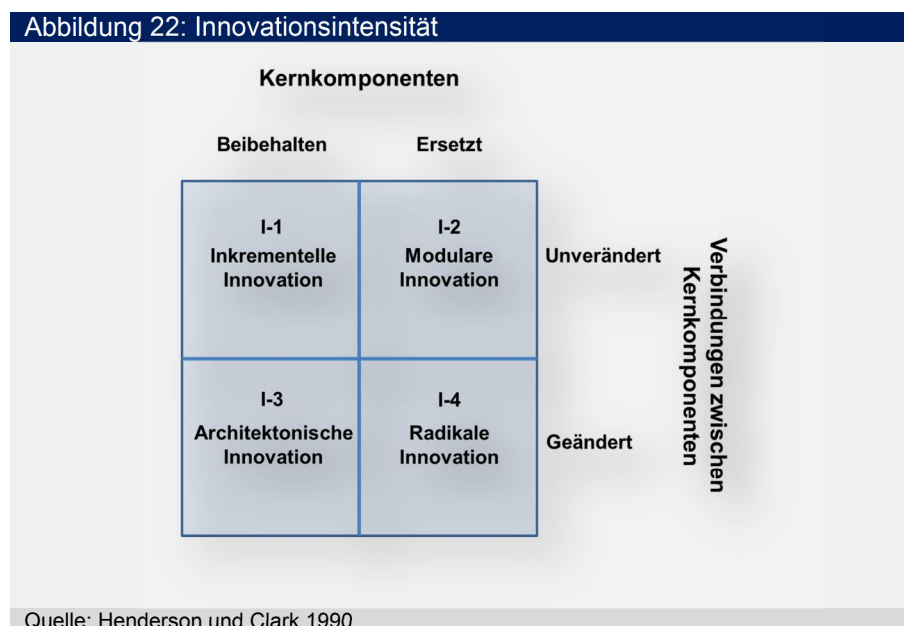 Abbildung 22: Innovationsintensität
Kernkomponenten
Beibehalten Ersetzt
I-1
Inkrementelle
Innovation
I-2
Modulare
Innovation
Unverändert
I-3
Architektonische
Innovation
I-4
Radikale
Innovation
Geändert
Verbindungen zwischen
Kernkomponenten
Quelle: Henderson und Clark 1990